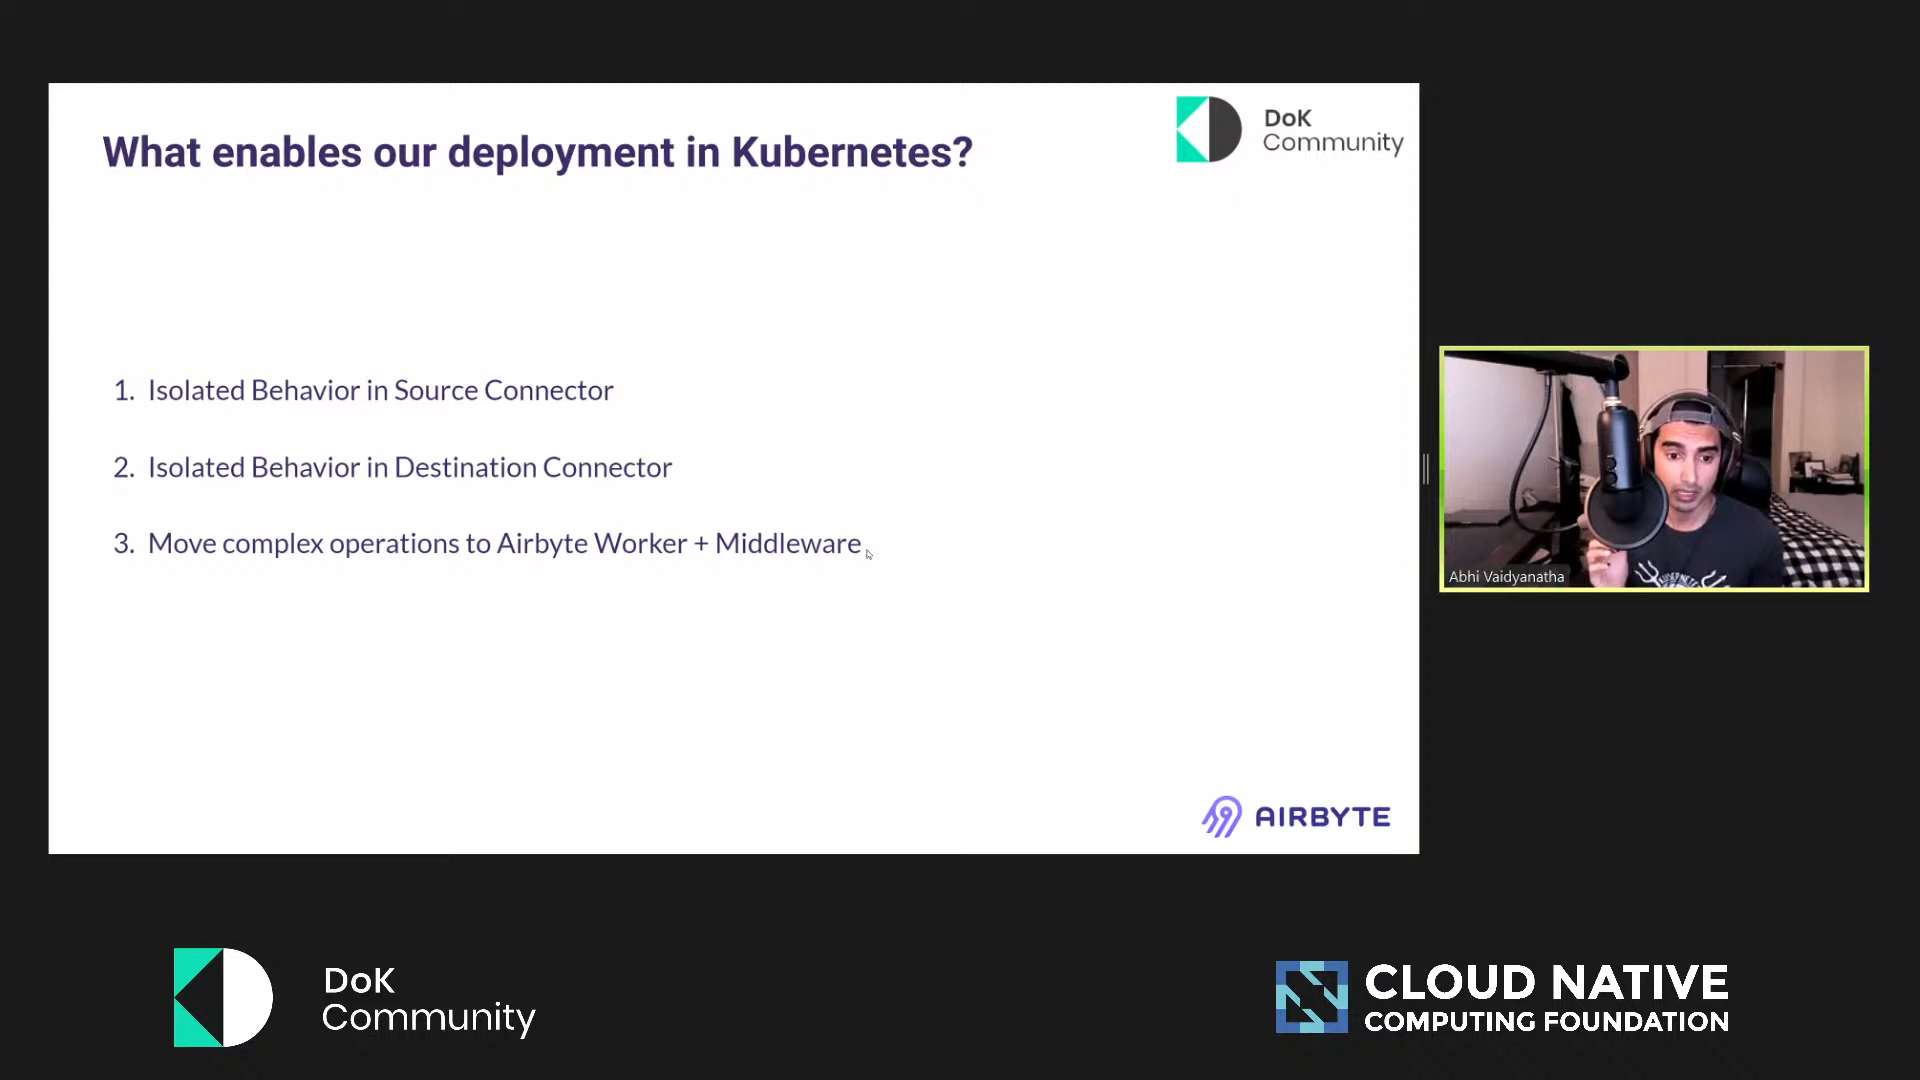 What enables our deployment in Kubernetes?
DoK
Community
1. Isolated Behavior in Source Connector
2. Isolated Behavior in Destination Connector
3. Move complex operations to Airbyte Worker + Middleware
AIRBYTE
Abhi Vaidyanatha
DoK
Community
CLOUD NATIVE
COMPUTING FOUNDATION